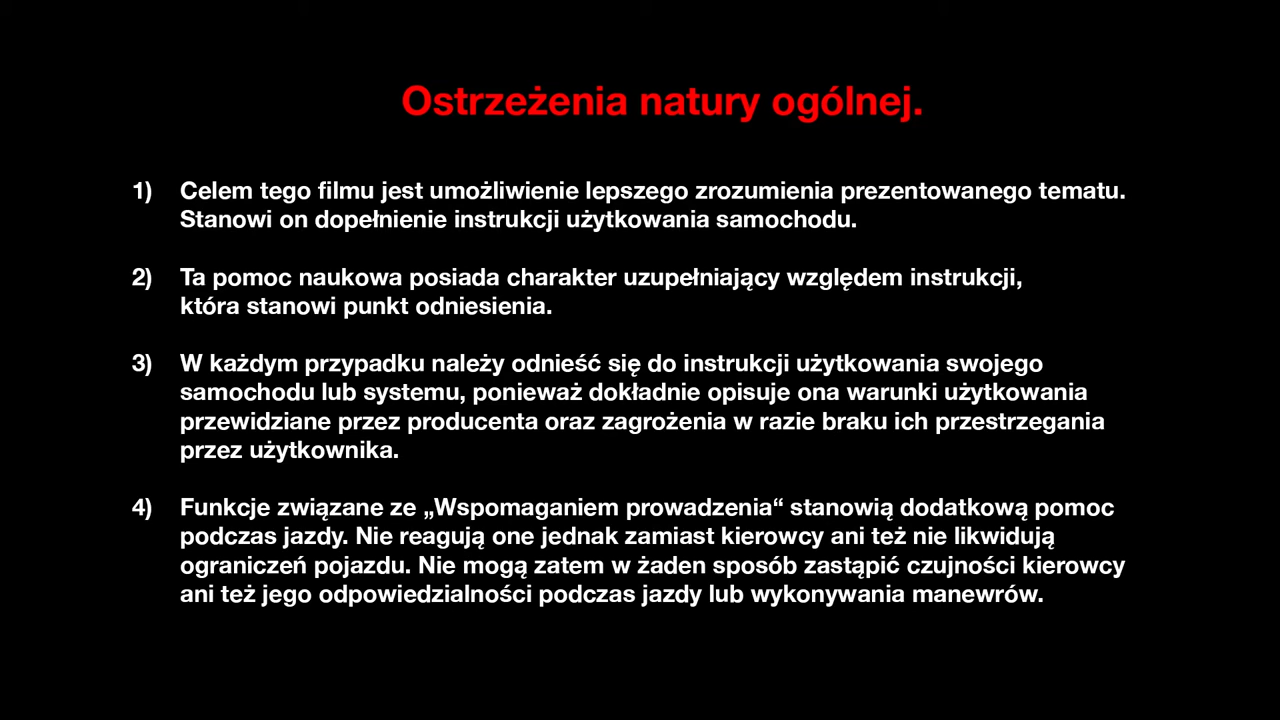 Ostrzeżenia natury ogólnej.
1) Celem tego filmu jest umożliwienie lepszego zrozumienia prezentowanego tematu.
Stanowi on dopełnienie instrukcji użytkowania samochodu.
2) Ta pomoc naukowa posiada charakter uzupełniający względem instrukcji,
która stanowi punkt odniesienia.
3) W każdym przypadku należy odnieść się do instrukcji użytkowania swojego
samochodu lub systemu, ponieważ dokładnie opisuje ona warunki użytkowania
przewidziane przez producenta oraz zagrożenia w razie braku ich przestrzegania
przez użytkownika.
4) Funkcje związane ze „Wspomaganiem prowadzenia“ stanowią dodatkową pomoc
podczas jazdy. Nie reagują one jednak zamiast kierowcy ani też nie likwidują
ograniczeń pojazdu. Nie mogą zatem w żaden sposób zastąpić czujności kierowcy
ani też jego odpowiedzialności podczas jazdy lub wykonywania manewrów.